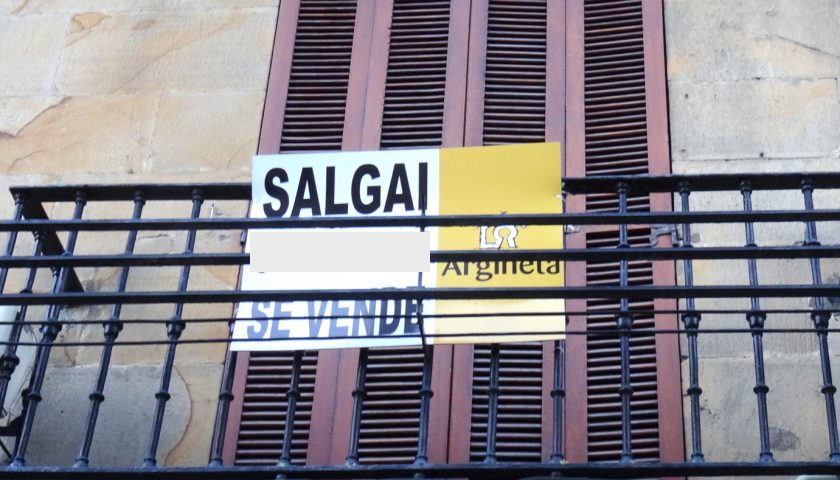 SALGAI
Argineta
SE VENDE